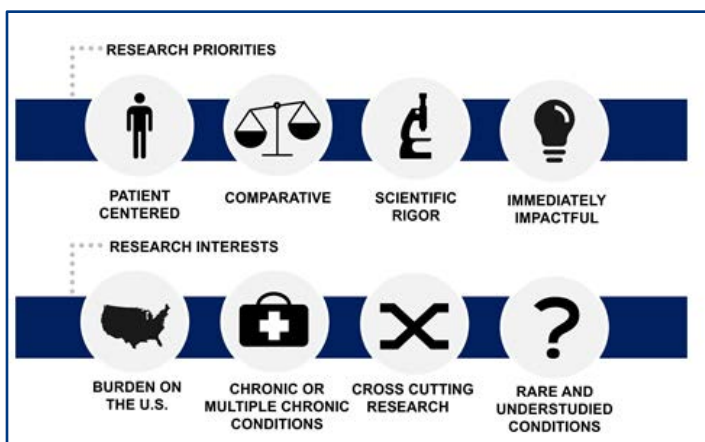 RESEARCH PRIORITIES
PATIENT
CENTERED
COMPARATIVE
SCIENTIFIC
RIGOR
IMMEDIATELY
IMPACTFUL
RESEARCH INTERESTS
BURDEN ON
THE U.S.
CHRONIC OR
MULTIPLE CHRONIC
CONDITIONS
CROSS CUTTING
RESEARCH
RARE AND
UNDERSTUDIED
CONDITIONS